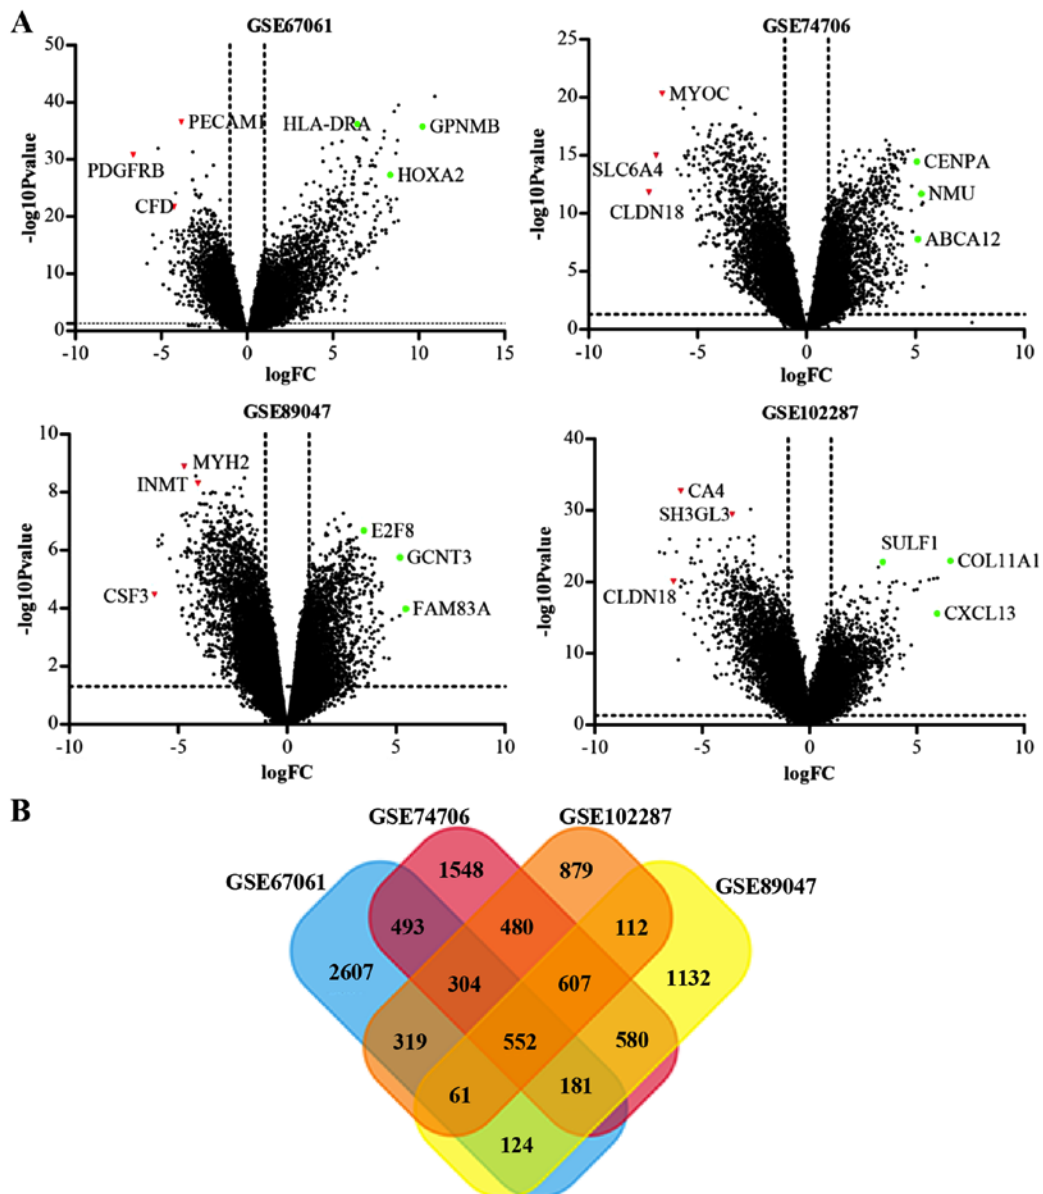 A
GSE67061
50
40
30
20
10
0
-log10Pvalue
PECAM1
HLA-DRA
GPNMB
PDGFRB
HOXA2
CFD
-10
-5
0
5
10
15
logFC
GSE74706
25
20
15
10
5
0
-log10Pvalue
MYOC
SLC6A4
CENPA
CLDN18
NMU
ABCA12
-10
-5
0
5
10
logFC
GSE89047
10
8
6
4
2
0
-log10Pvalue
MYH2
INMT
E2F8
GCNT3
CSF3
FAM83A
-10
-5
0
5
10
logFC
GSE102287
40
30
20
10
0
-log10Pvalue
CA4
SH3GL3
SULF1
COL11A1
CLDN18
CXCL13
-10
-5
0
5
10
logFC
B
GSE74706
GSE102287
GSE67061
GSE89047
1548
879
493
480
112
2607
304
607
1132
319
552
580
61
181
124